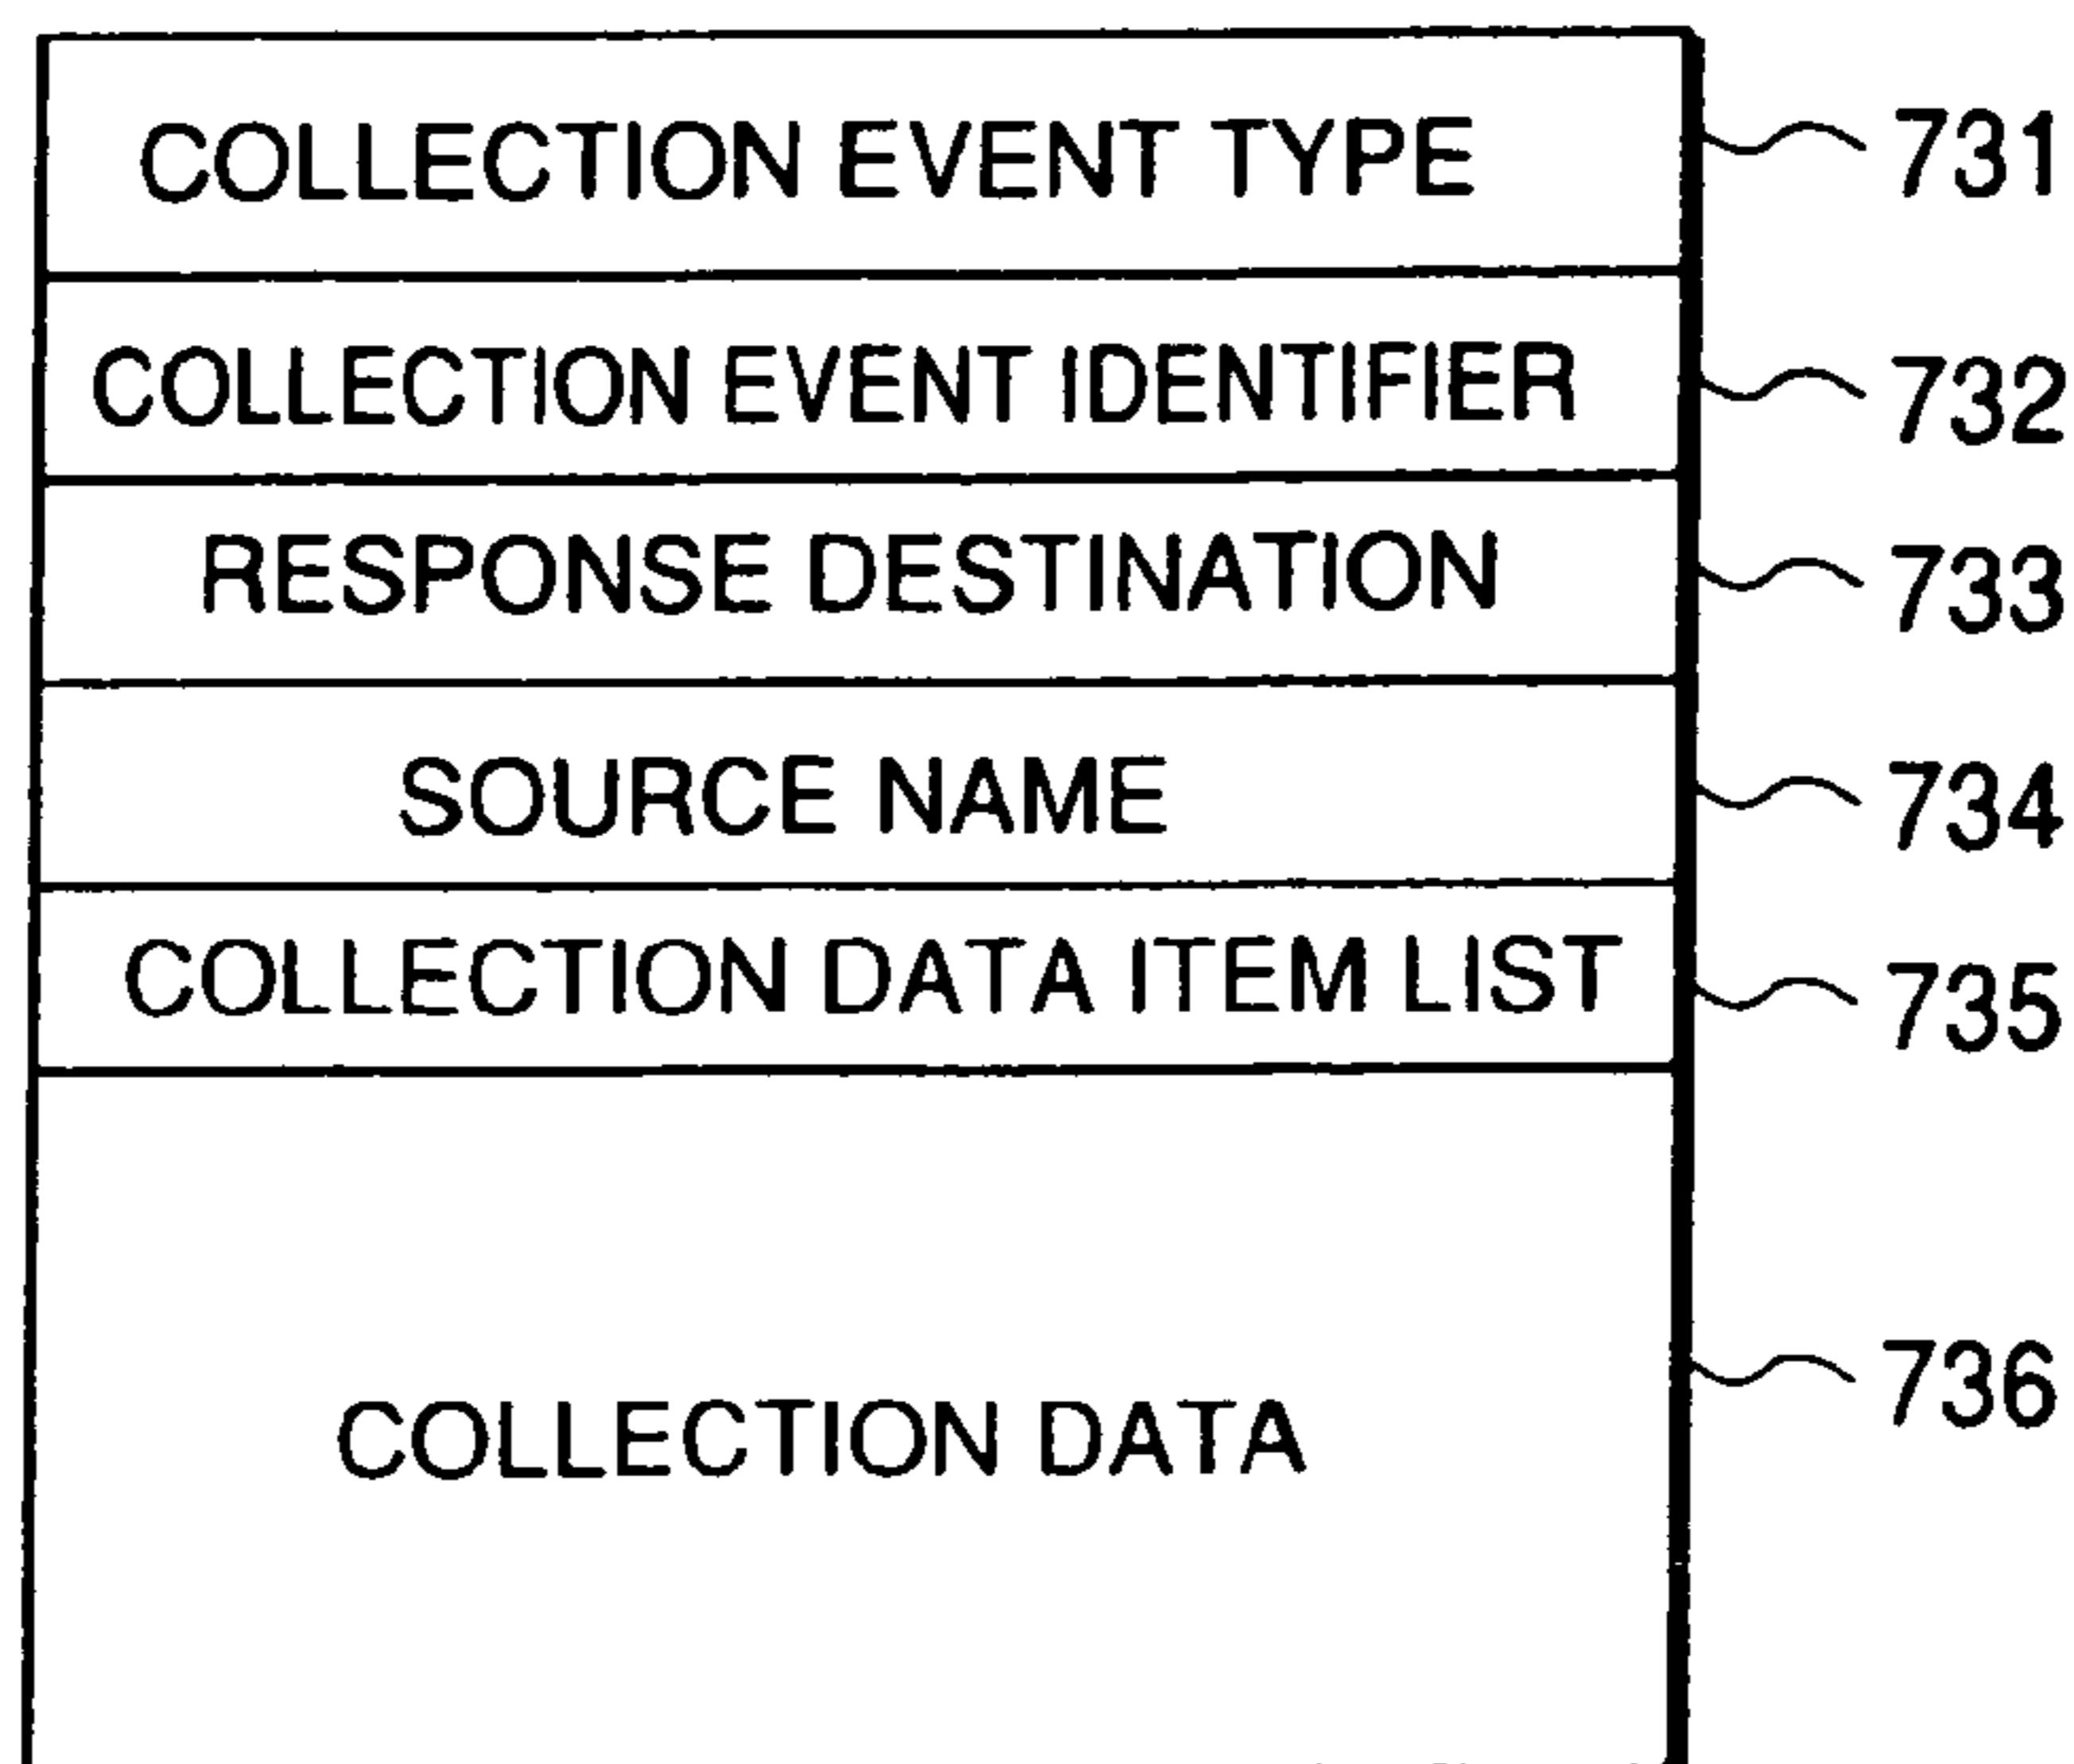 COLLECTION EVENT TYPE 731
COLLECTION EVENT IDENTIFIER 732
RESPONSE DESTINATION 733
SOURCE NAME 734
COLLECTION DATA ITEM LIST 735
COLLECTION DATA 736